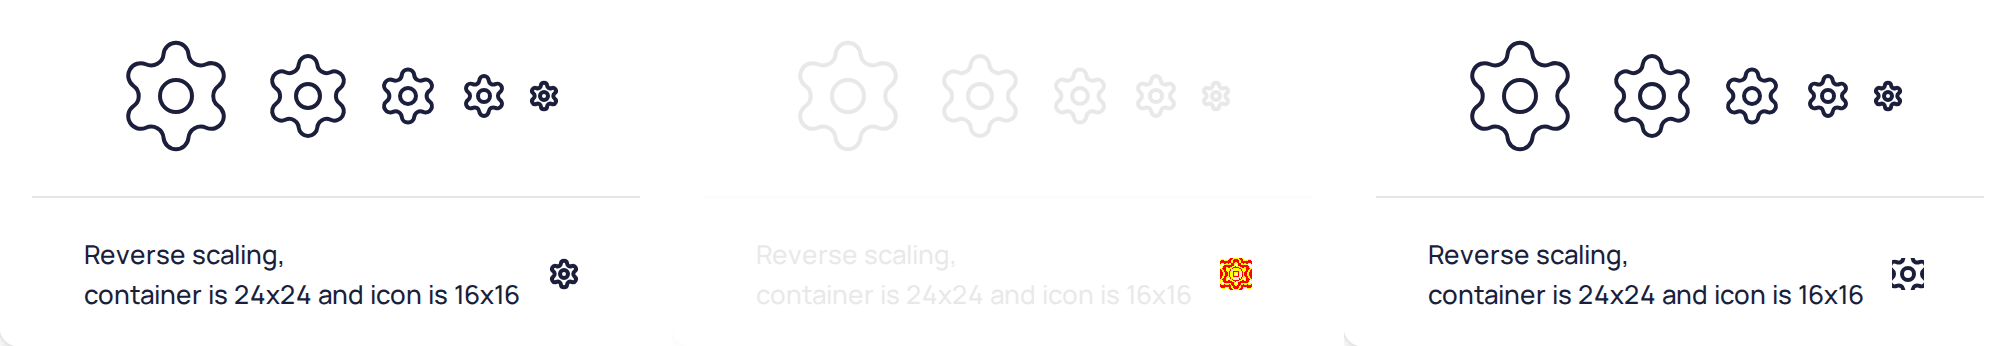 Reverse scaling,
container is 24x24 and icon is 16x16
Reverse scaling,
container is 24x24 and icon is 16x16
Reverse scaling,
container is 24x24 and icon is 16x16